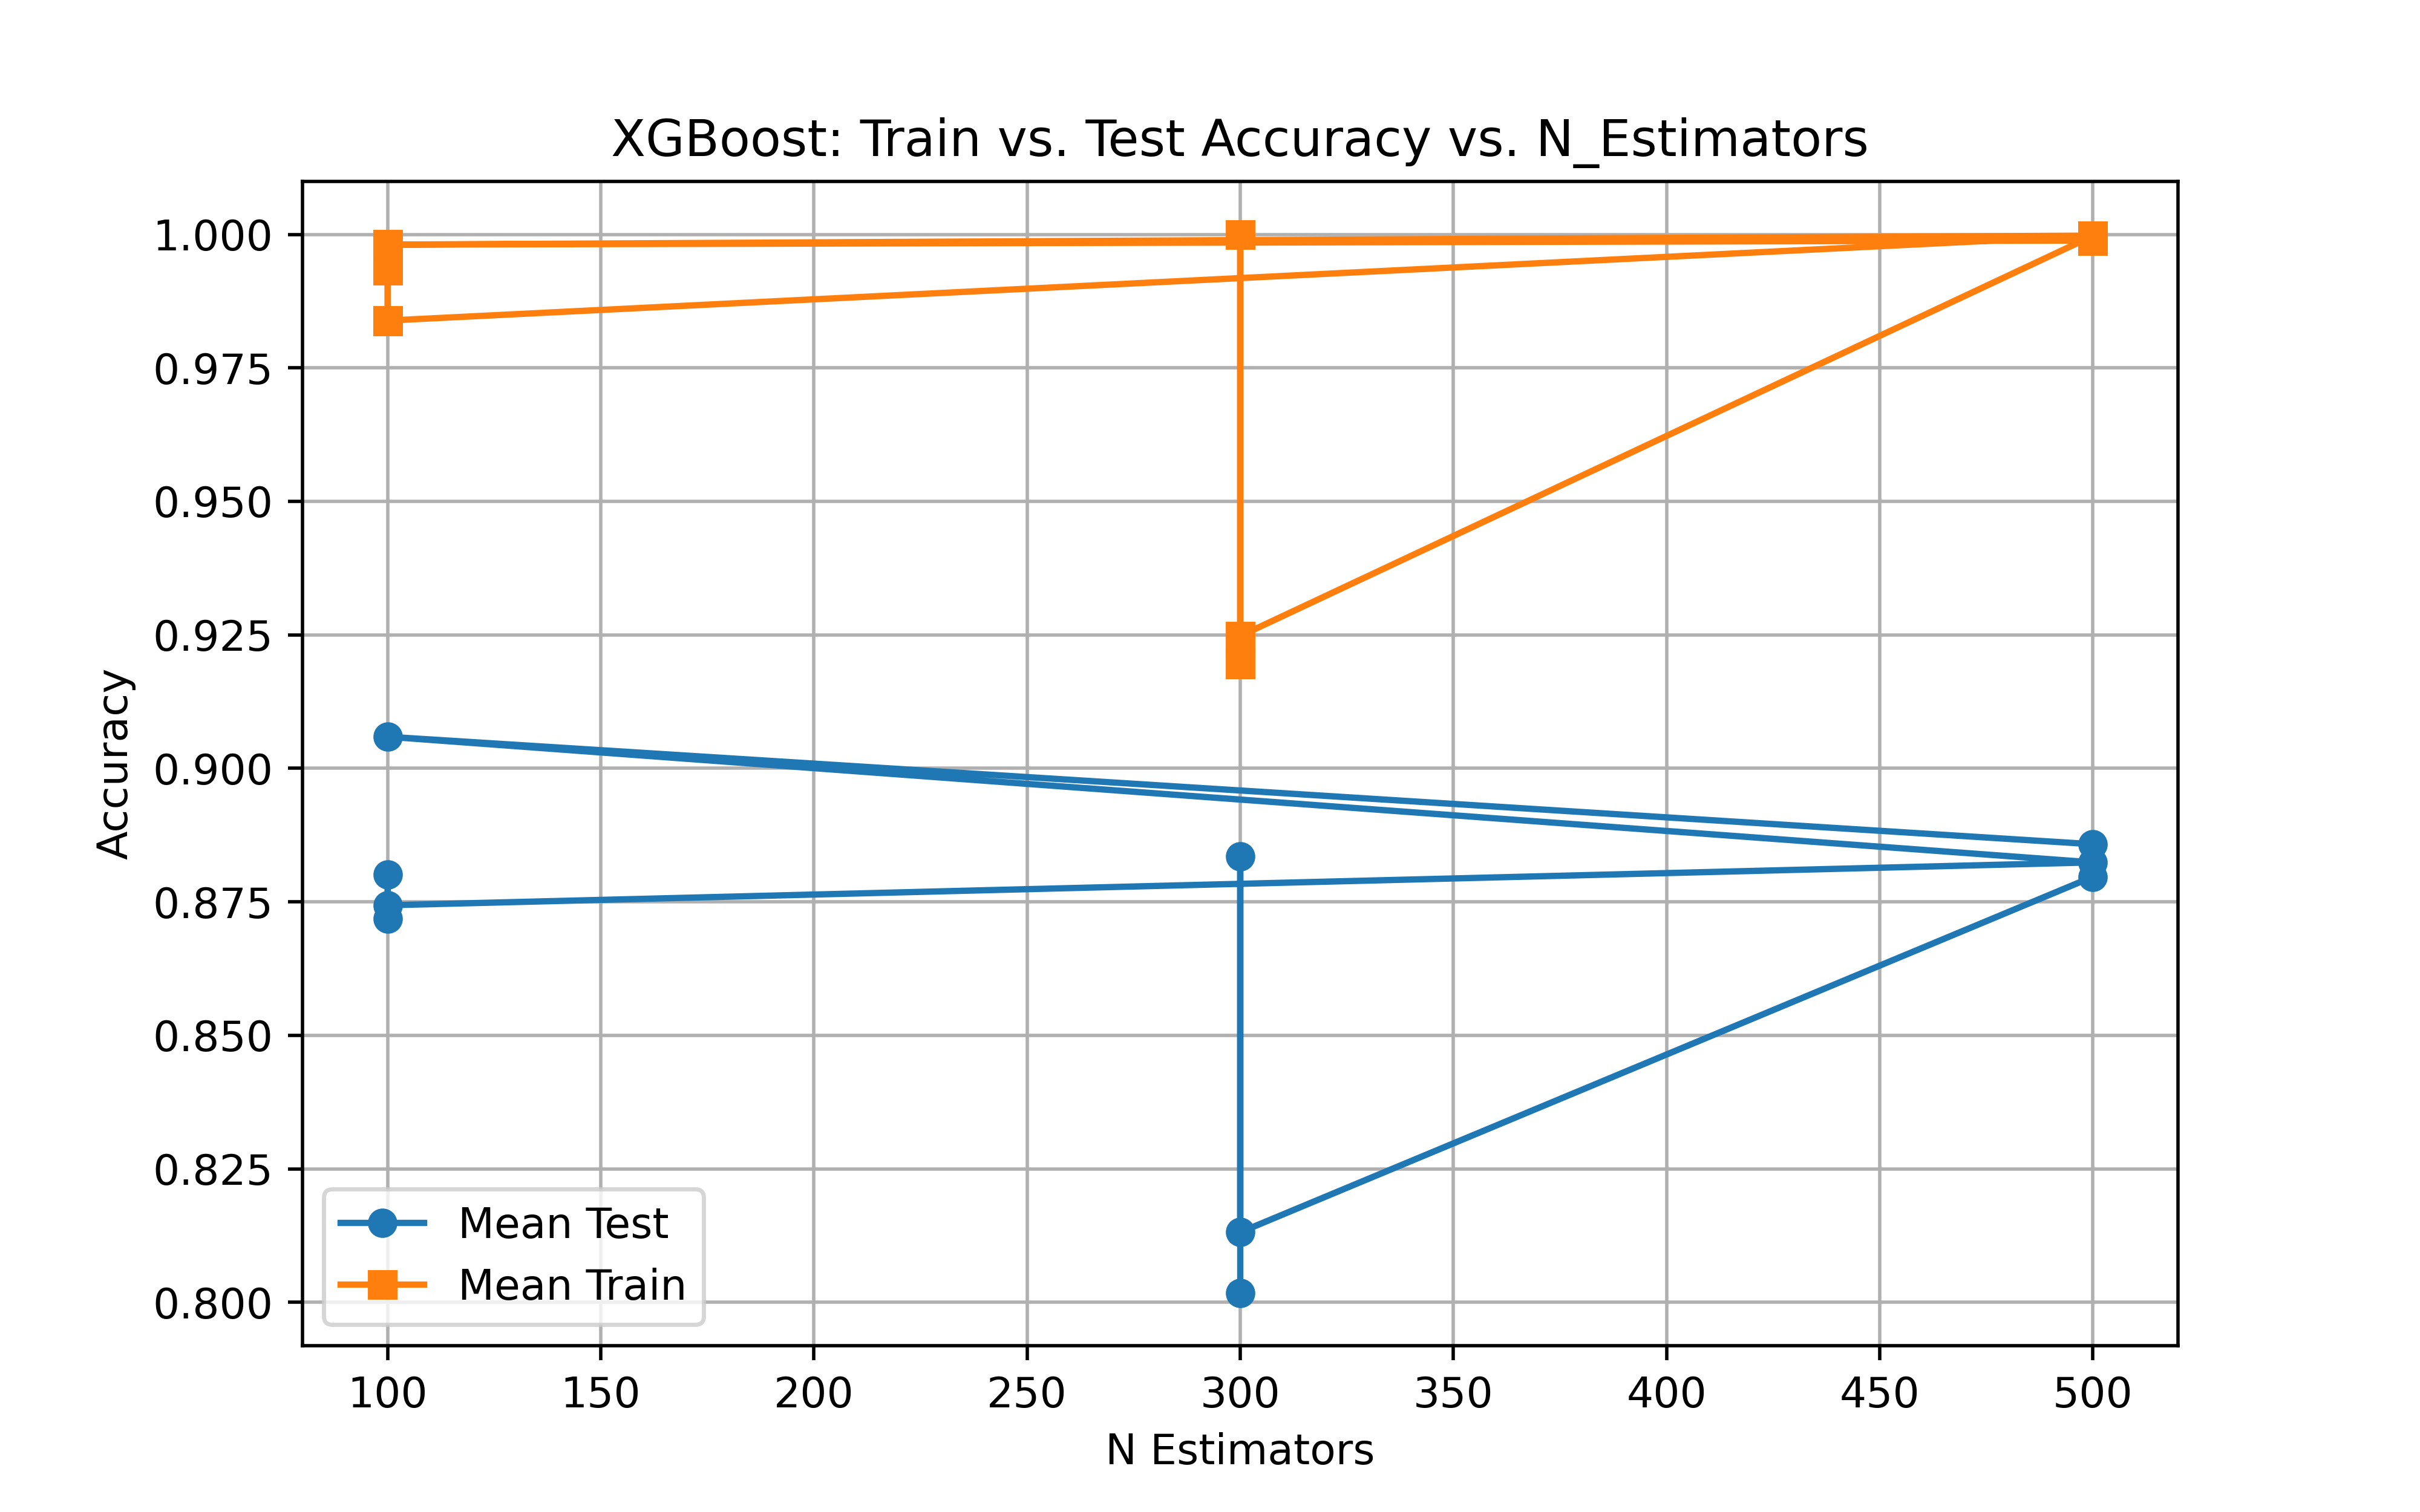 XGBoost: Train vs. Test Accuracy vs. N_Estimators
1.000
0.975
0.950
0.925
0.900
0.875
0.850
0.825
0.800
Accuracy
Mean Test
Mean Train
100 150 200 250 300 350 400 450 500
N Estimators